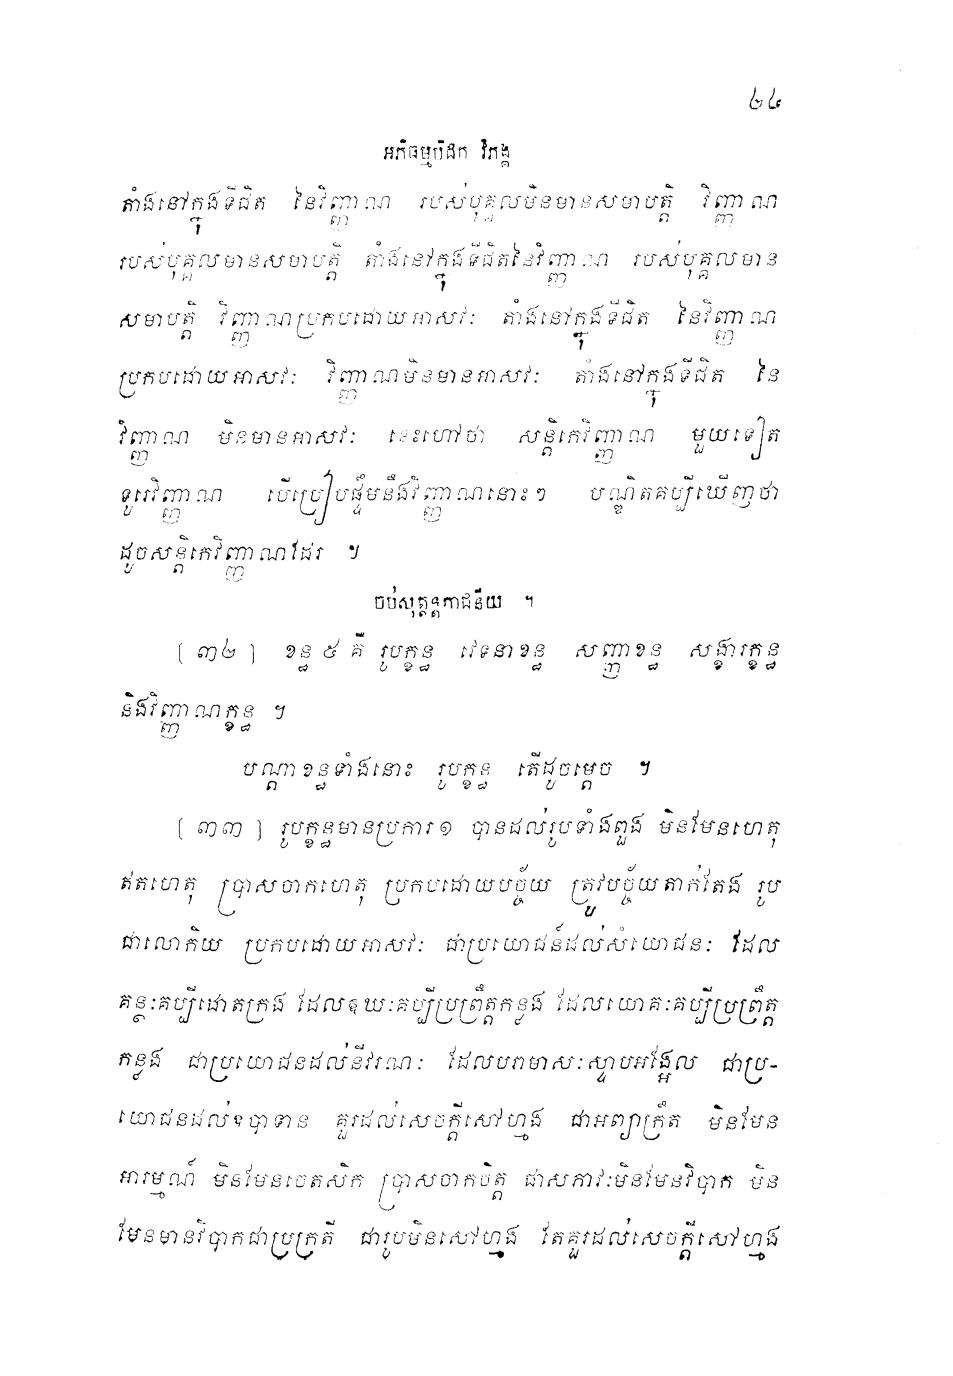 ២៤
អភិធម្មបិដក វិភង្គ
តាំងនៅក្នុងទីជិត នៃវិញ្ញាណ របស់បុគ្គលមិនមានសមាបត្តិ វិញ្ញាណ
របស់បុគ្គលមានសមាបត្តិ តាំងនៅក្នុងទីជិតនៃវិញ្ញាណ របស់បុគ្គលមាន
សមាបត្តិ វិញ្ញាណប្រកបដោយអាសវៈ តាំងនៅក្នុងទីជិត នៃវិញ្ញាណ
ប្រកបដោយអាសវៈ វិញ្ញាណមិនមានអាសវៈ តាំងនៅក្នុងទីជិត នៃ
វិញ្ញាណ មិនមានអាសវៈ នេះហៅថា សន្តិកេវិញ្ញាណ មួយទៀត
ទូរេវិញ្ញាណ បើប្រៀបផ្ទឹមនឹងវិញ្ញាណនោះៗ បណ្ឌិតគប្បីឃើញថា
ដូចសន្តិកេវិញ្ញាណដែរ ។
ចប់សុត្តន្តភាជនីយ ។
[ ៣២ ] ខន្ធ ៥ គឺ រូបក្ខន្ធ វេទនាខន្ធ សញ្ញាខន្ធ សង្ខារក្ខន្ធ
និងវិញ្ញាណក្ខន្ធ ។
បណ្តាខន្ធទាំងនោះ រូបក្ខន្ធ តើដូចម្តេច ។
[ ៣៣ ] រូបក្ខន្ធមានប្រការ១ បានដល់រូបទាំងពួង មិនមែនហេតុ
ឥតហេតុ ប្រាសចាកហេតុ ប្រកបដោយបច្ច័យ ត្រូវបច្ច័យតាក់តែង រូប
ជាលោកិយ ប្រកបដោយអាសវៈ ជាប្រយោជន៍ដល់សំយោជនៈ ដែល
គន្ថៈគប្បីដោតក្រង ដែលឱឃៈគប្បីប្រព្រឹត្តកន្លង ដែលយោគៈគប្បីប្រព្រឹត្ត
កន្លង ជាប្រយោជនដល់នីវរណៈ ដែលបរាមាសៈស្ទាបអង្អែល ជាប្រ-
យោជនដល់ឧបាទាន គួរដល់សេចក្តីសៅហ្មង ជាអព្យាក្រឹត មិនមែន
អារម្មណ៍ មិនមែនចេតសិក ប្រាសចាកចិត្ត ជាសភាវៈមិនមែនវិបាក មិន
មែនមានវិបាកជាប្រក្រតី ជារូបមិនសៅហ្មង តែគួរដល់សេចក្តីសៅហ្មង